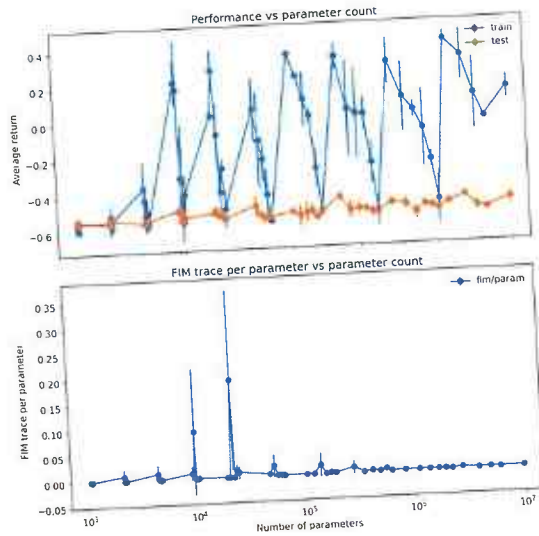 Performance vs parameter count
train
test
0.4
0.2
0.0
−0.2
−0.4
−0.6
Average return
FIM trace per parameter vs parameter count
fim/param
0.35
0.30
0.25
0.20
0.15
0.10
0.05
0.00
−0.05
FIM trace per parameter
10³ 10⁴ 10⁵ 10⁶ 10⁷
Number of parameters